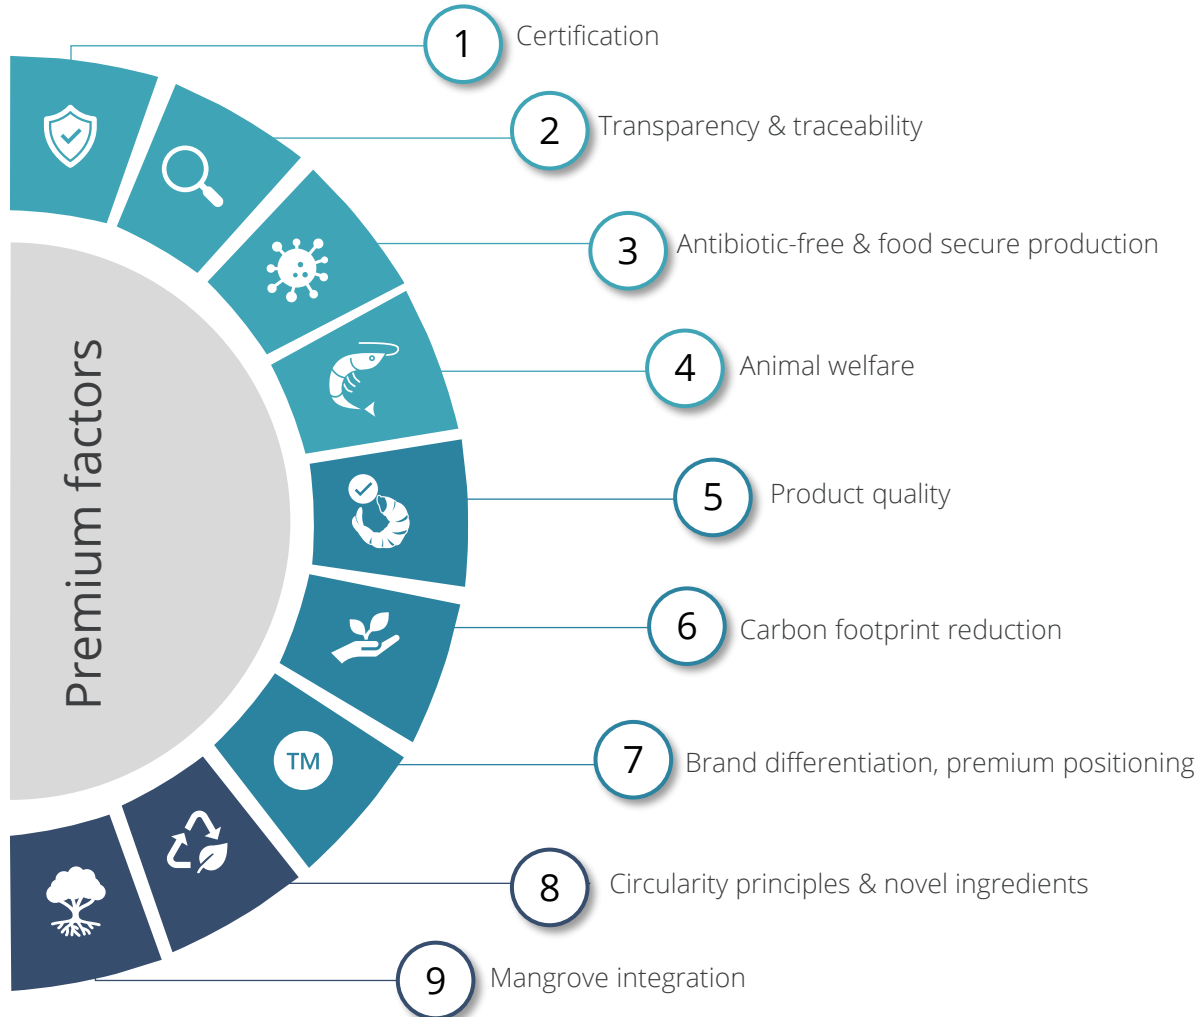 Premium factors
1
Certification
2
Transparency & traceability
3
Antibiotic-free & food secure production
4
Animal welfare
5
Product quality
6
Carbon footprint reduction
TM
7
Brand differentiation, premium positioning
8
Circularity principles & novel ingredients
9
Mangrove integration